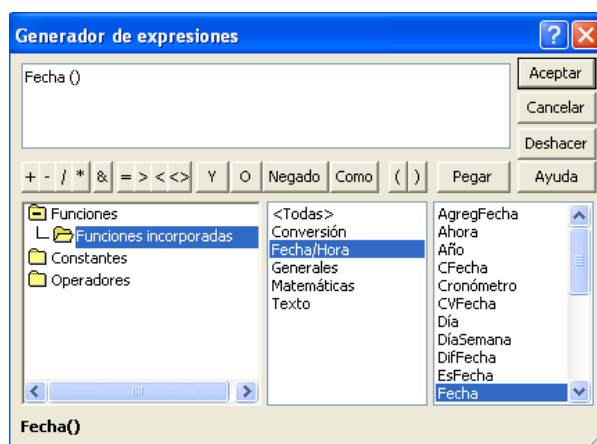 Generador de expresiones
Fecha ()
Aceptar
Cancelar
Deshacer
+ - / * & = > < <> Y O Negado Como ( ) Pegar Ayuda
Funciones
Funciones incorporadas
Constantes
Operadores
<Todas>
Conversión
Fecha/Hora
Generales
Matemáticas
Texto
AgregFecha
Ahora
Año
CFecha
Cronómetro
CVFecha
Día
DíaSemana
DifFecha
EsFecha
Fecha
Fecha()